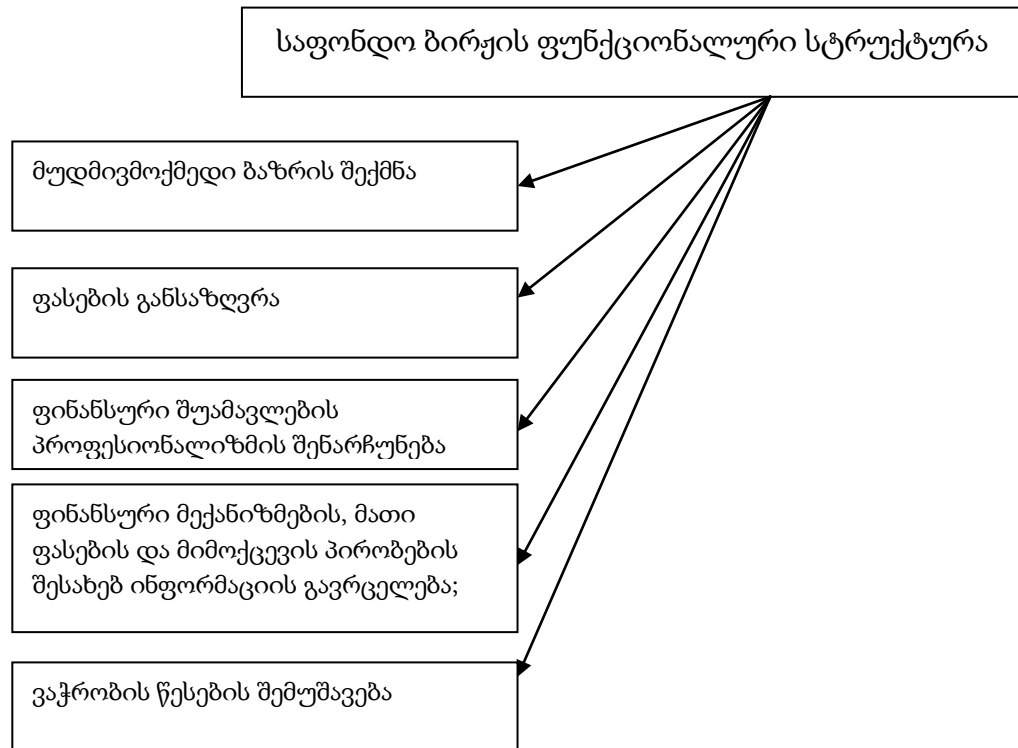 საფონდო ბირჟის ფუნქციონალური სტრუქტურა
მუდმივმოქმედი ბაზრის შექმნა
ფასების განსაზღვრა
ფინანსური შუამავლების
პროფესიონალიზმის შენარჩუნება
ფინანსური მექანიზმების, მათი
ფასების და მიმოქცევის პირობების
შესახებ ინფორმაციის გავრცელება;
ვაჭრობის წესების შემუშავება